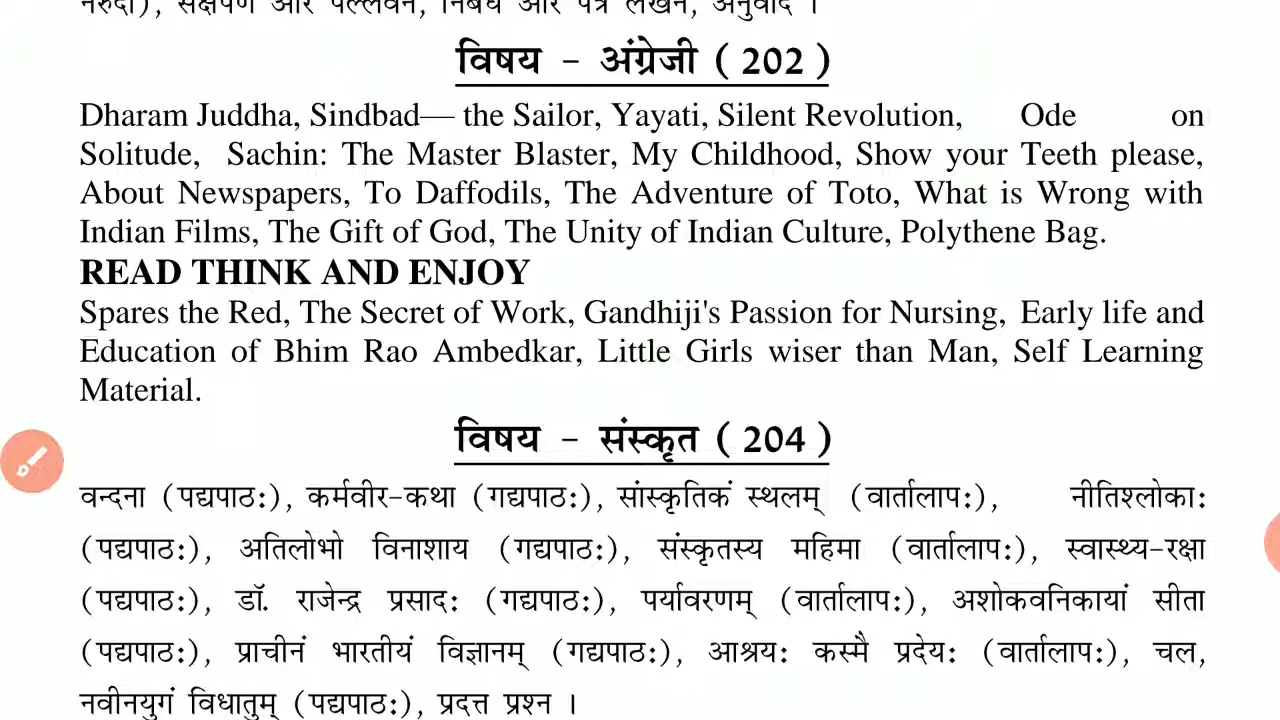 नेरुदा), संक्षेपण और पल्लवन, निबंध और पत्र लेखन, अनुवाद ।
विषय - अंग्रेजी ( 202 )
Dharam Juddha, Sindbad— the Sailor, Yayati, Silent Revolution, Ode on
Solitude, Sachin: The Master Blaster, My Childhood, Show your Teeth please,
About Newspapers, To Daffodils, The Adventure of Toto, What is Wrong with
Indian Films, The Gift of God, The Unity of Indian Culture, Polythene Bag.
READ THINK AND ENJOY
Spares the Red, The Secret of Work, Gandhiji's Passion for Nursing, Early life and
Education of Bhim Rao Ambedkar, Little Girls wiser than Man, Self Learning
Material.
विषय - संस्कृत ( 204 )
वन्दना (पद्यपाठ:), कर्मवीर-कथा (गद्यपाठ:), सांस्कृतिकं स्थलम् (वार्तालाप:), नीतिश्लोका:
(पद्यपाठ:), अतिलोभो विनाशाय (गद्यपाठ:), संस्कृतस्य महिमा (वार्तालाप:), स्वास्थ्य-रक्षा
(पद्यपाठ:), डॉ. राजेन्द्र प्रसाद: (गद्यपाठ:), पर्यावरणम् (वार्तालाप:), अशोकवनिकायां सीता
(पद्यपाठ:), प्राचीनं भारतीयं विज्ञानम् (गद्यपाठ:), आश्रय: कस्मै प्रदेय: (वार्तालाप:), चल,
नवीनयुगं विधातुम् (पद्यपाठ:), प्रदत्त प्रश्न ।